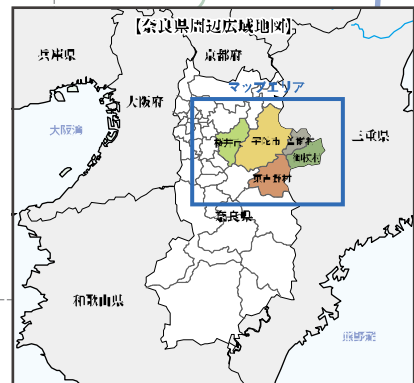 【奈良県周辺広域地図】
兵庫県
京都府
マップエリア
大阪府
大阪湾
三重県
桜井市
宇陀市
曽爾村
御杖村
東吉野村
奈良県
和歌山県
熊野灘